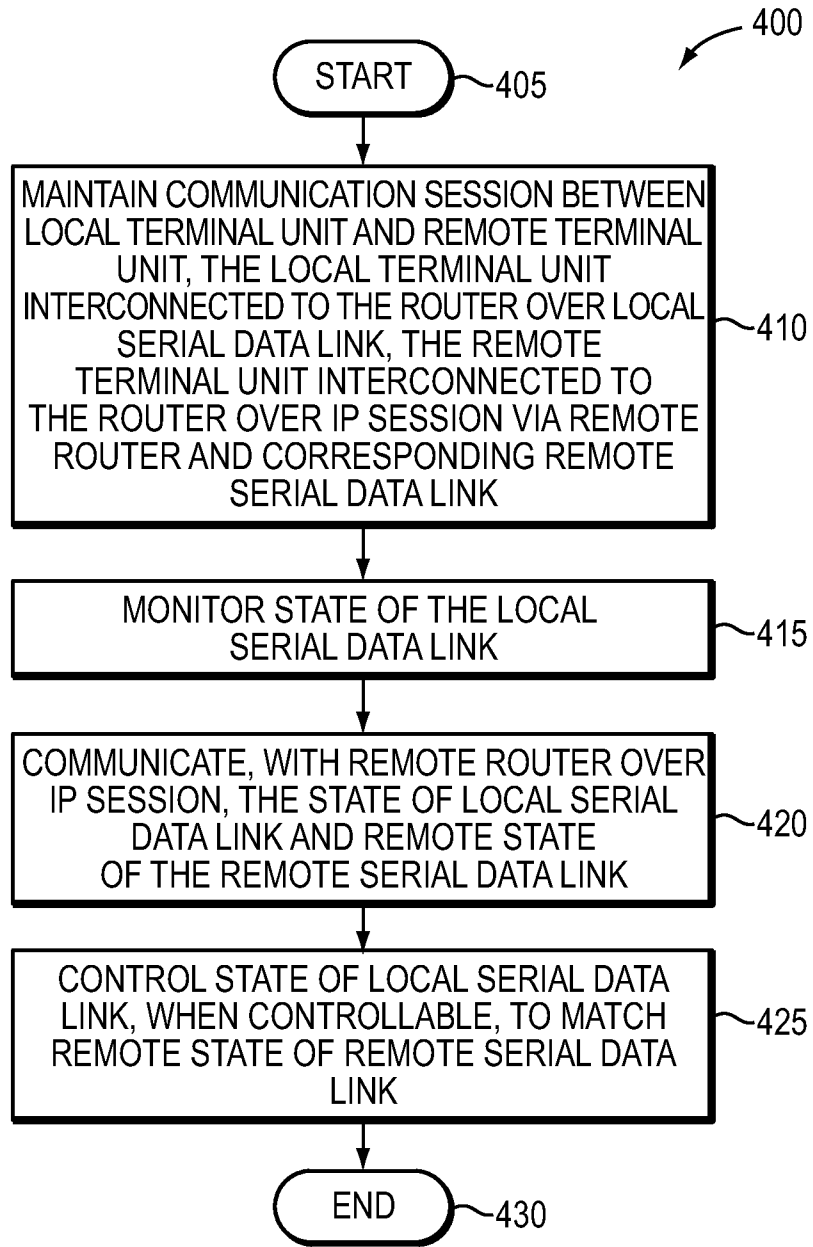 400
START
405
MAINTAIN COMMUNICATION SESSION BETWEEN
LOCAL TERMINAL UNIT AND REMOTE TERMINAL
UNIT, THE LOCAL TERMINAL UNIT
INTERCONNECTED TO THE ROUTER OVER LOCAL
SERIAL DATA LINK, THE REMOTE
TERMINAL UNIT INTERCONNECTED TO
THE ROUTER OVER IP SESSION VIA REMOTE
ROUTER AND CORRESPONDING REMOTE
SERIAL DATA LINK
410
MONITOR STATE OF THE LOCAL
SERIAL DATA LINK
415
COMMUNICATE, WITH REMOTE ROUTER OVER
IP SESSION, THE STATE OF LOCAL SERIAL
DATA LINK AND REMOTE STATE
OF THE REMOTE SERIAL DATA LINK
420
CONTROL STATE OF LOCAL SERIAL DATA
LINK, WHEN CONTROLLABLE, TO MATCH
REMOTE STATE OF REMOTE SERIAL DATA
LINK
425
END
430